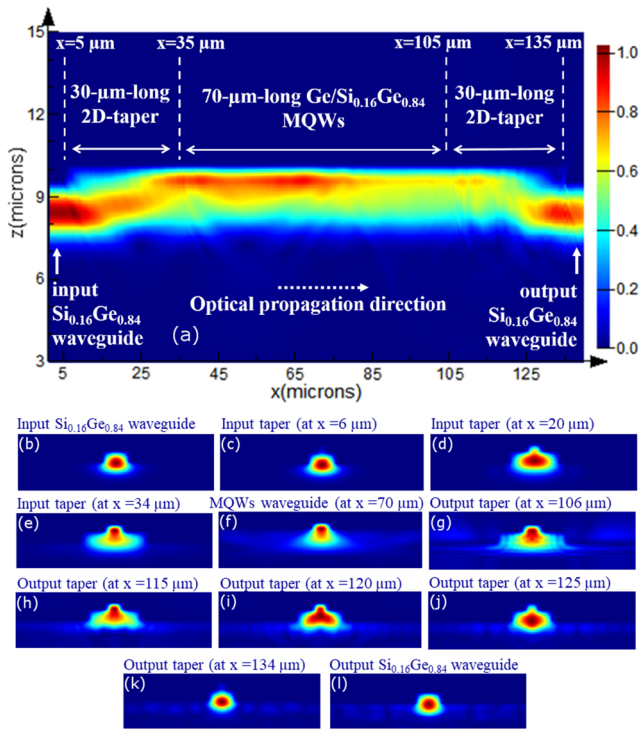 15
x=5 μm
x=35 μm
x=105 μm
x=135 μm
1.0
30-μm-long
2D-taper
70-μm-long Ge/Si0.16Ge0.84
MQWs
30-μm-long
2D-taper
0.8
12
z(microns)
9
0.6
0.4
6
input
Si0.16Ge0.84
waveguide
Optical propagation direction
output
Si0.16Ge0.84
waveguide
0.2
(a)
3
0.0
5 25 45 65 85 105 125
x(microns)
Input Si0.16Ge0.84 waveguide
Input taper (at x =6 μm)
Input taper (at x =20 μm)
(b)
(c)
(d)
Input taper (at x =34 μm)
MQWs waveguide (at x =70 μm)
Output taper (at x =106 μm)
(e)
(f)
(g)
Output taper (at x =115 μm)
Output taper (at x =120 μm)
Output taper (at x =125 μm)
(h)
(i)
(j)
Output taper (at x =134 μm)
Output Si0.16Ge0.84 waveguide
(k)
(l)